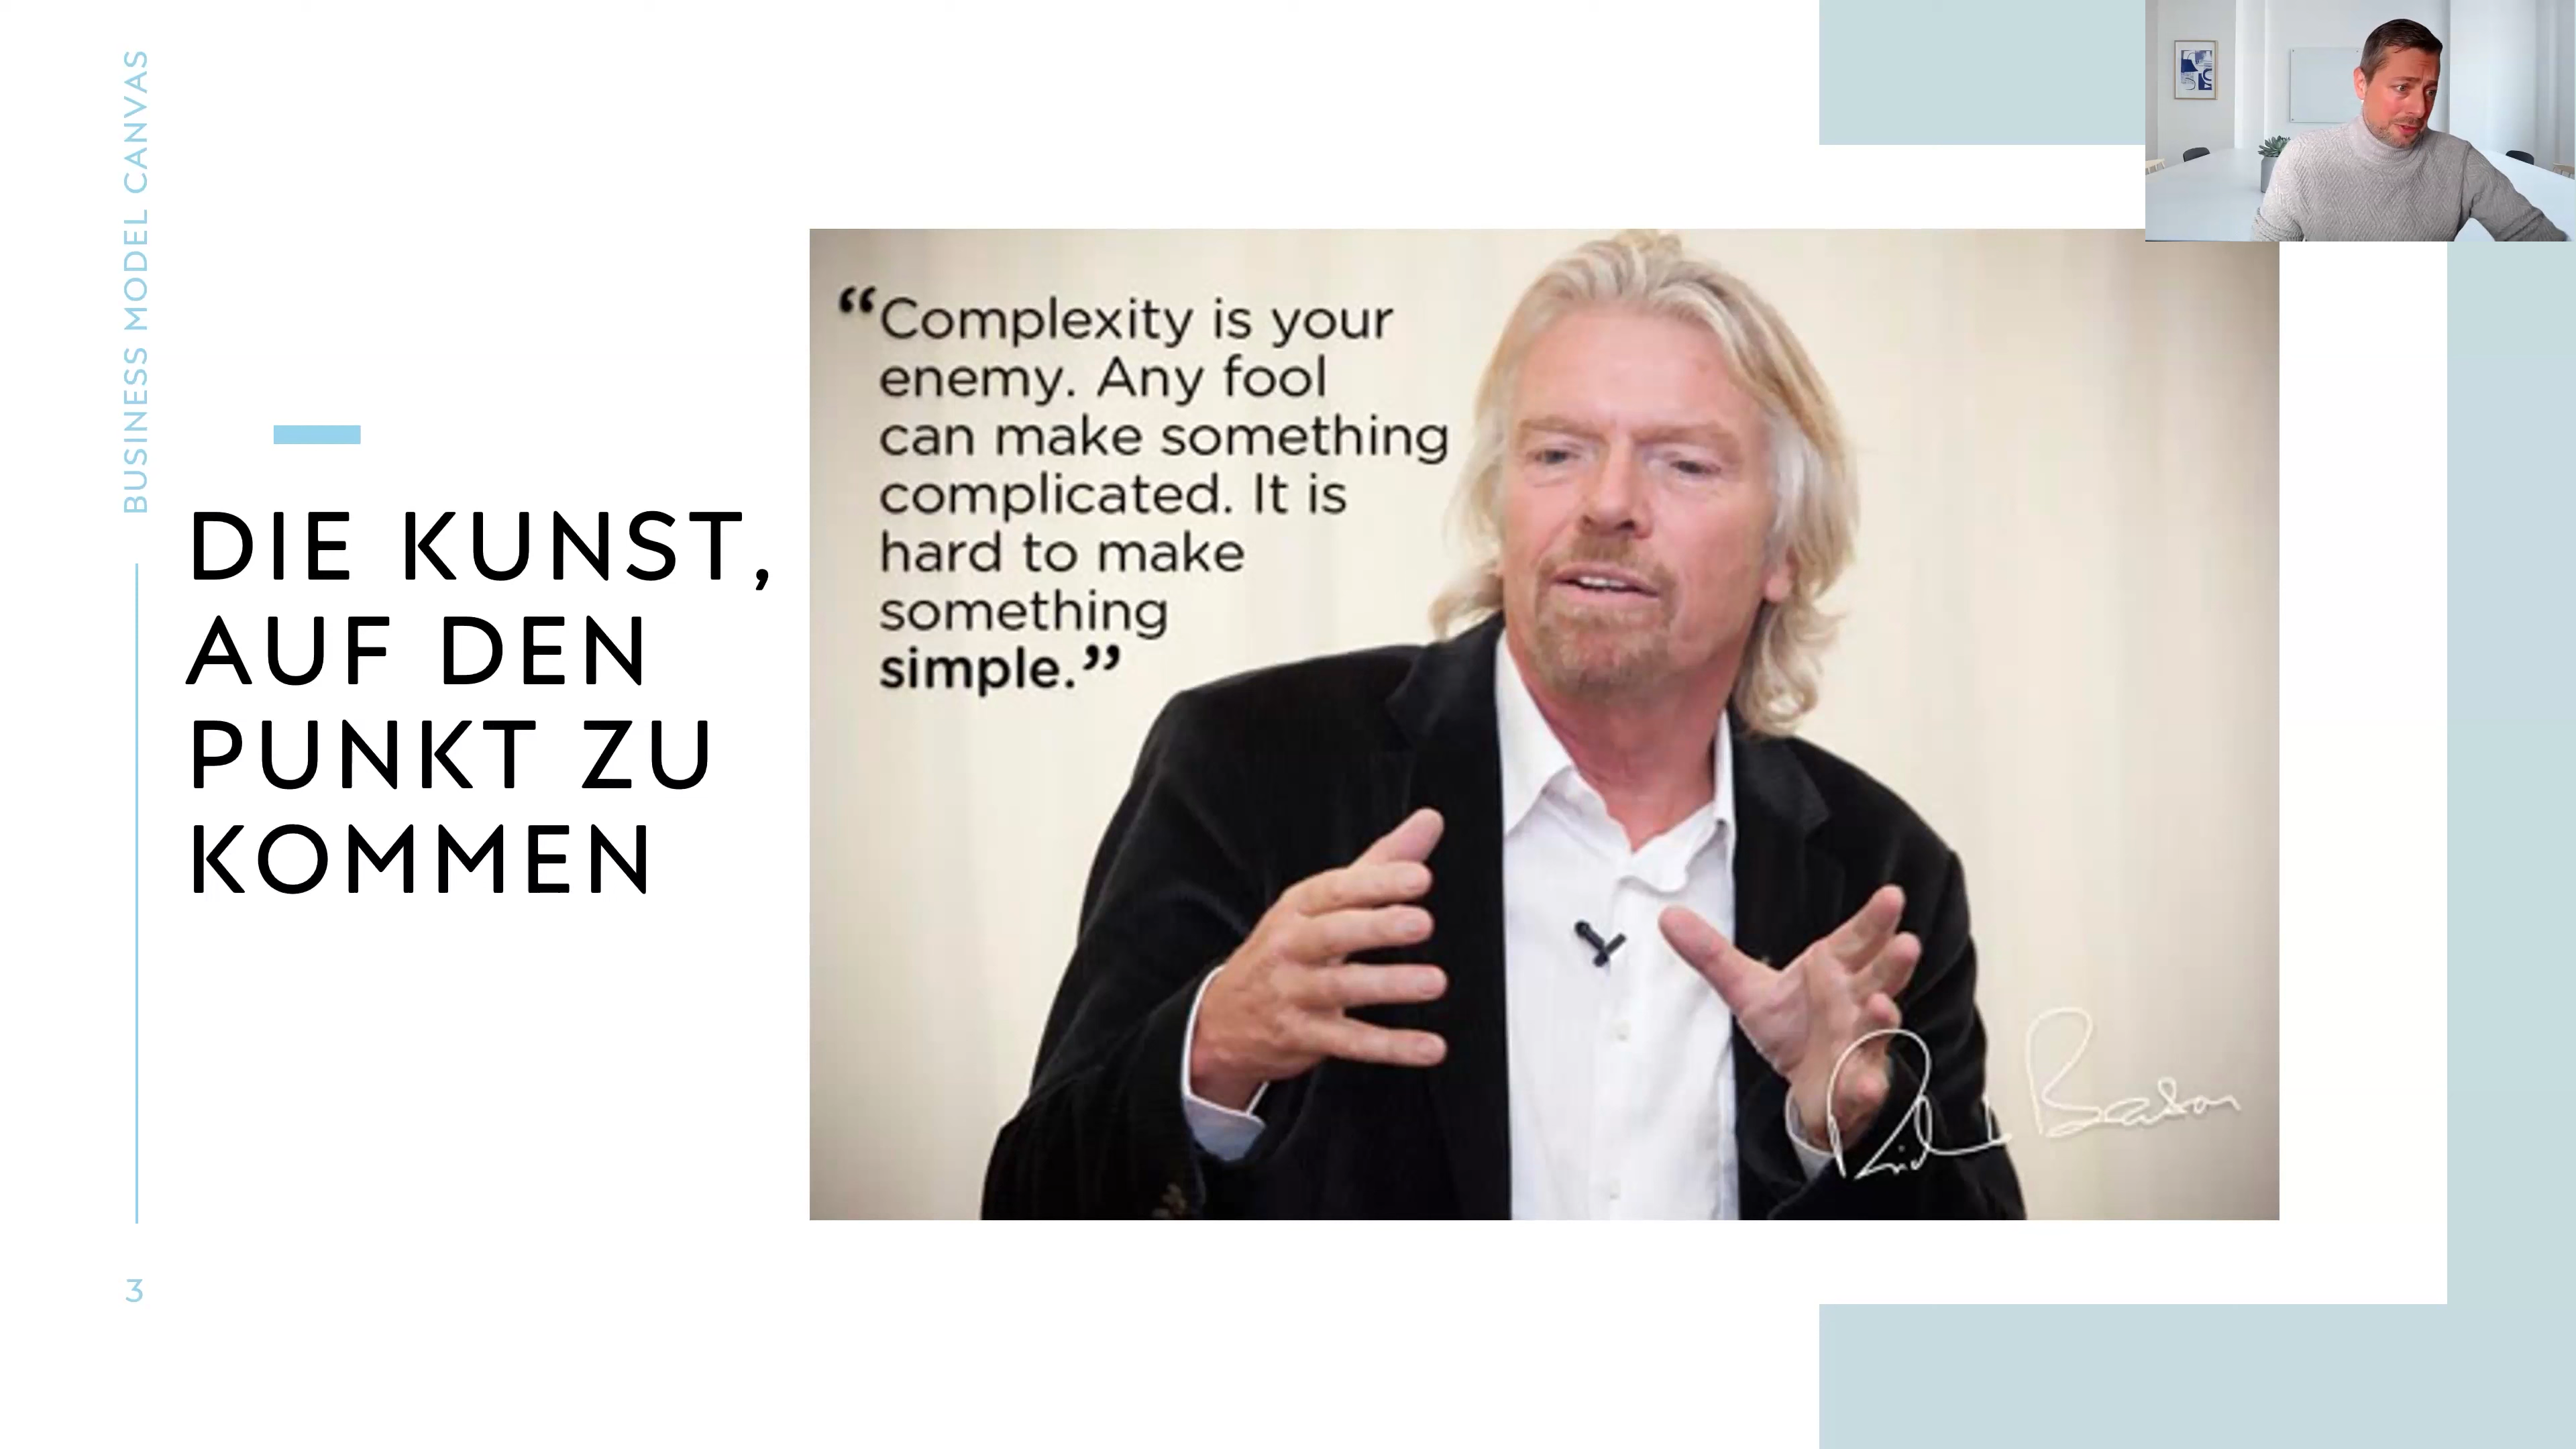 BUSINESS MODEL CANVAS
DIE KUNST,
AUF DEN
PUNKT ZU
KOMMEN
“Complexity is your
enemy. Any fool
can make something
complicated. It is
hard to make
something
simple.”
3